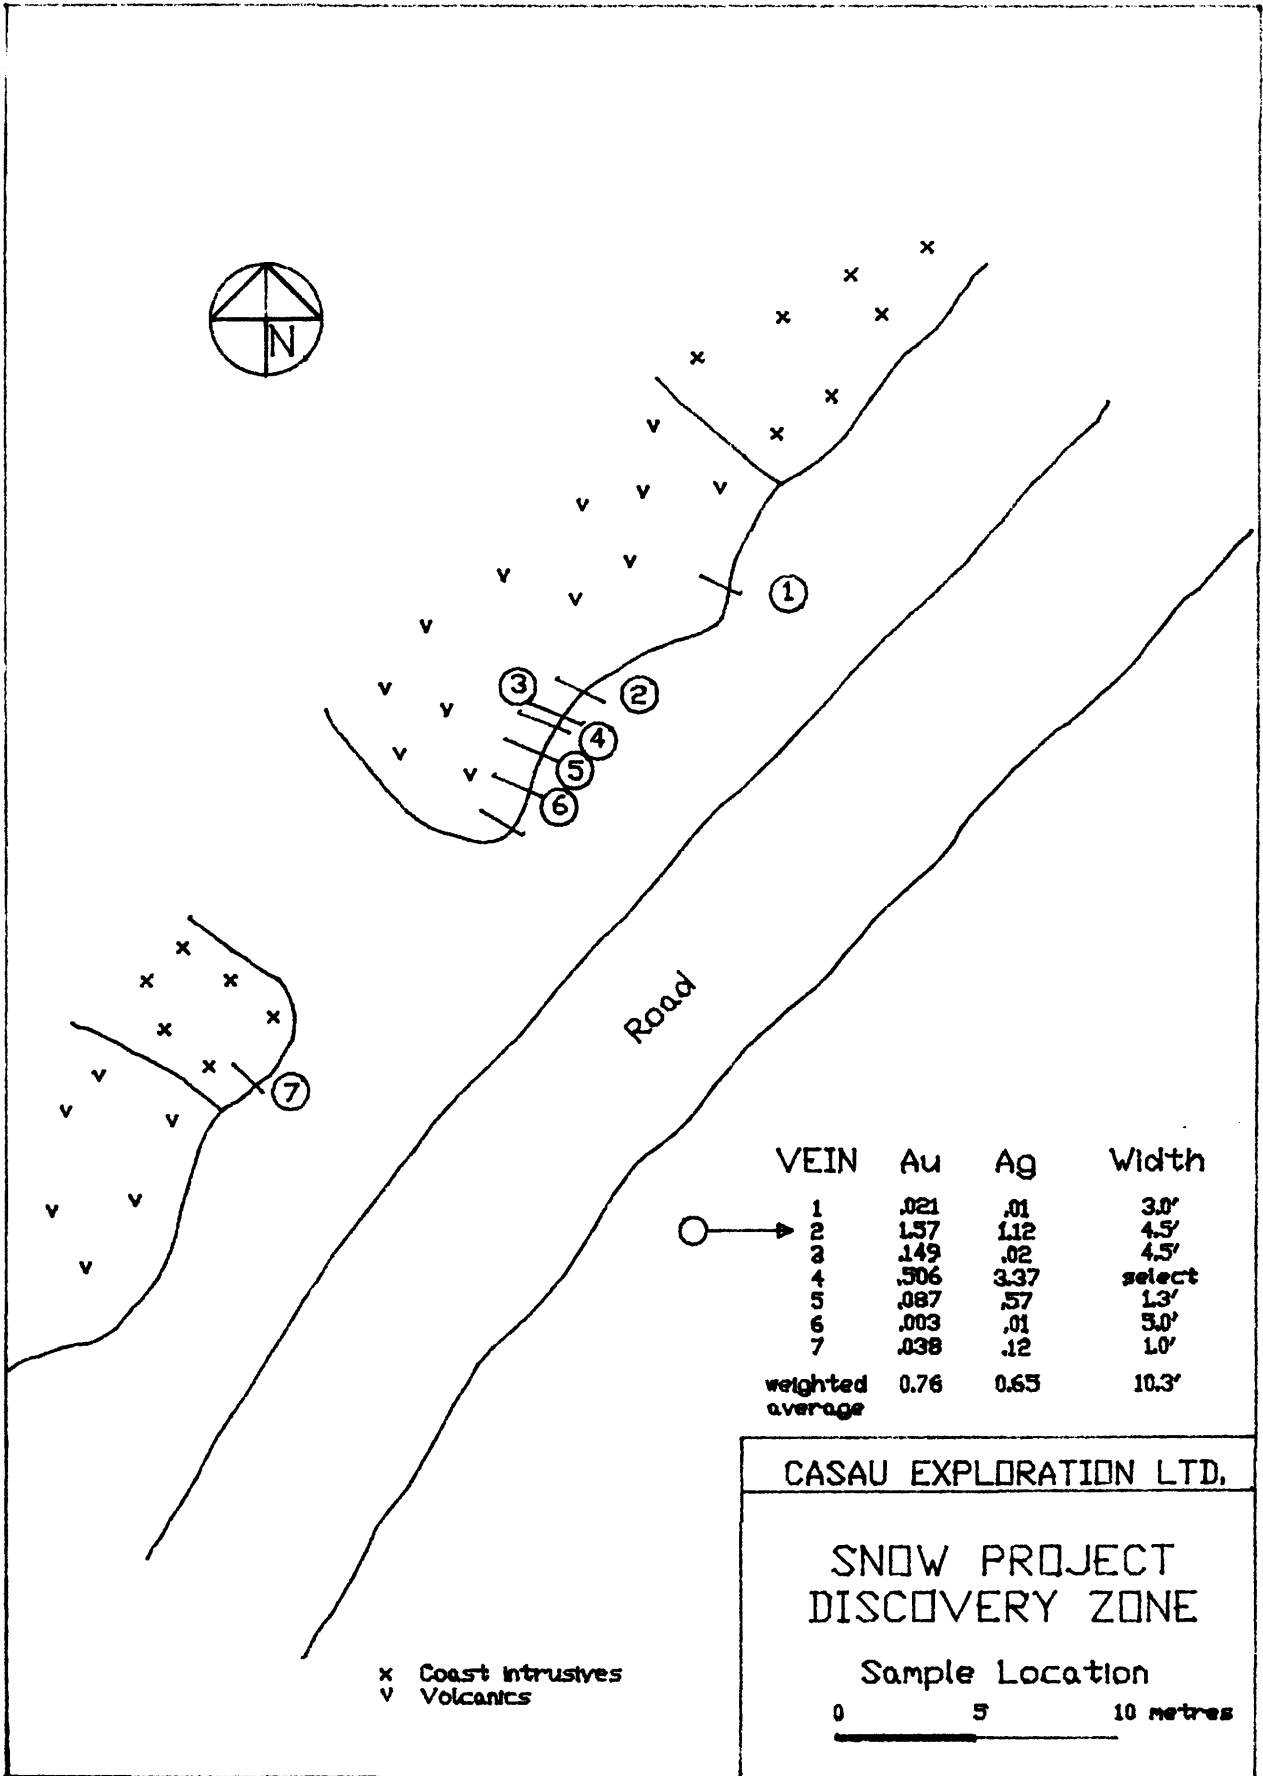 N
1
3
2
4
5
6
7
Road
VEIN Au Ag Width
1 .021 .01 3.0'
2 1.57 1.12 4.5'
3 .149 .02 4.5'
4 .506 3.37 select
5 .087 .57 1.3'
6 .003 .01 5.0'
7 .038 .12 1.0'
weighted 0.76 0.65 10.3'
average
CASAU EXPLORATION LTD.
SNOW PROJECT
DISCOVERY ZONE
Sample Location
0 5 10 metres
x Coast intrusives
v Volcanics